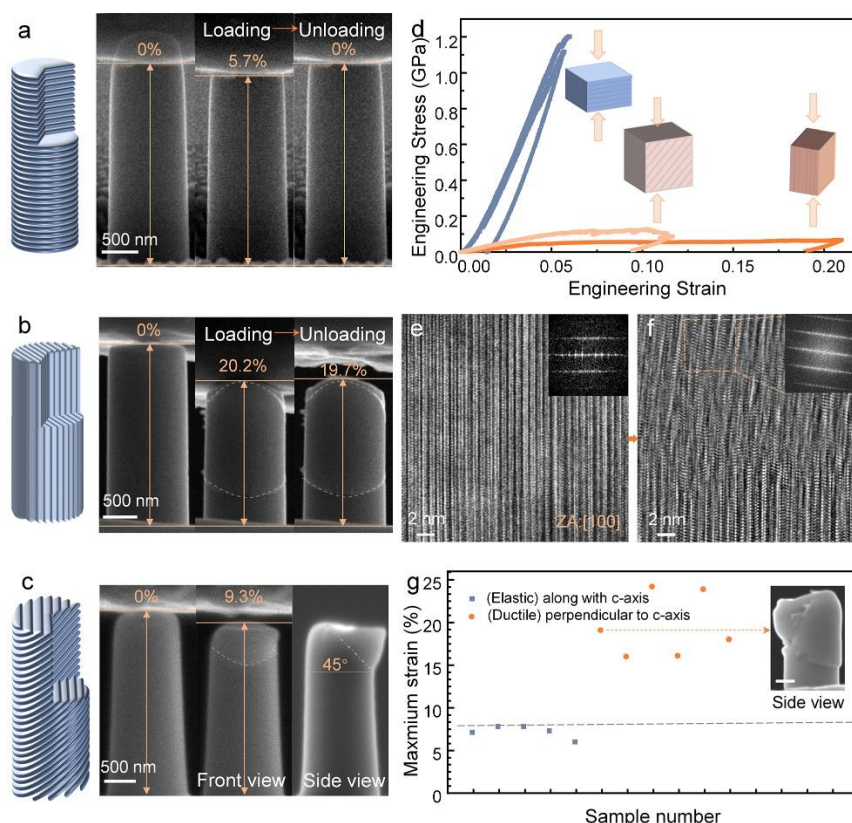 a
Loading → Unloading
0%
5.7%
0%
500 nm
d
Engineering Stress (GPa)
1.2
1.0
0.8
0.6
0.4
0.2
0
0.00
0.05
0.10
0.15
0.20
Engineering Strain
b
0%
Loading → Unloading
20.2%
19.7%
500 nm
e
2 nm
ZA:[100]
f
2 nm
c
0%
9.3%
45°
500 nm
Front view
Side view
g
Maxmium strain (%)
25
20
15
10
5
0
(Elastic) along with c-axis
(Ductile) perpendicular to c-axis
Side view
Sample number